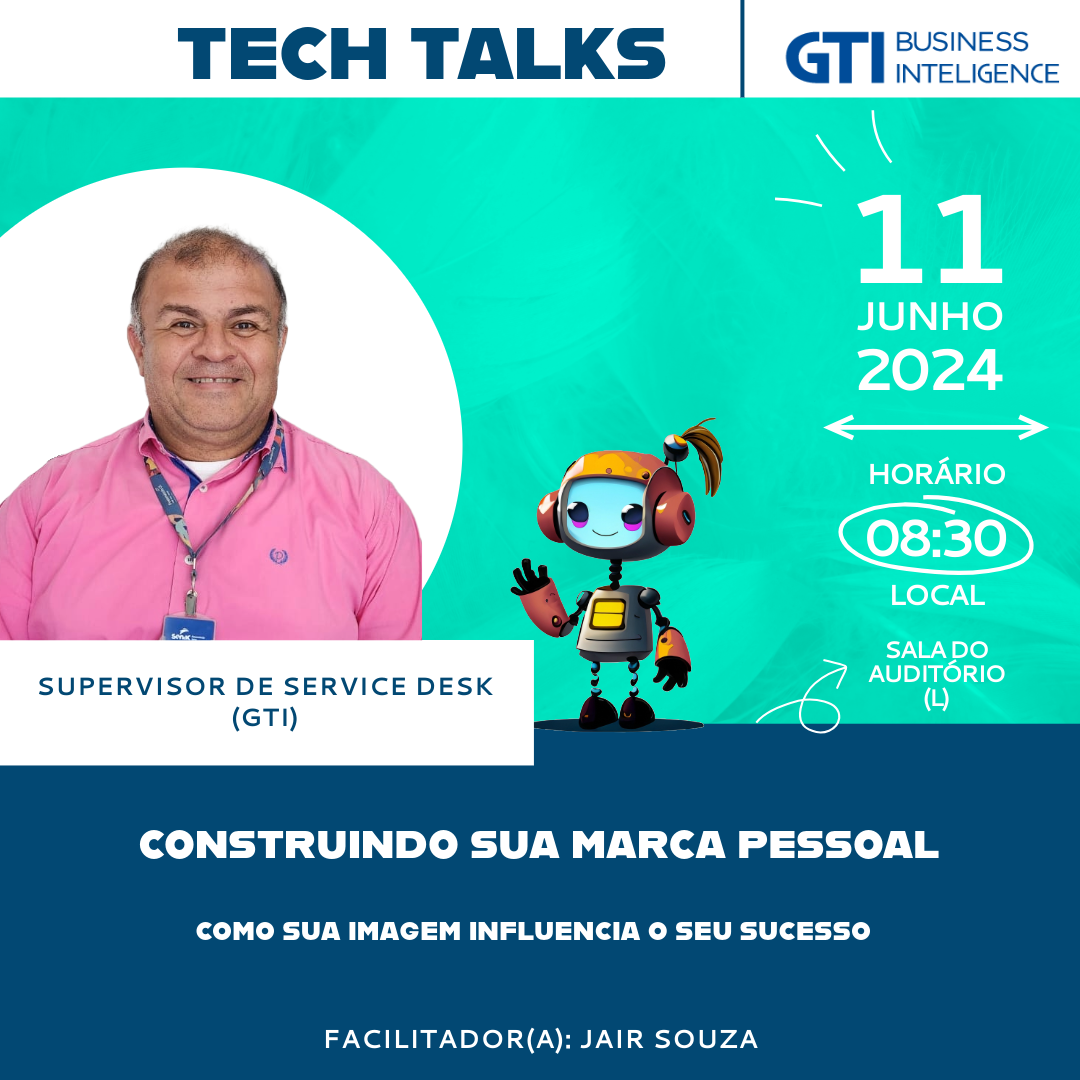 TECH TALKS
GTI BUSINESS
INTELIGENCE
11
JUNHO
2024
HORÁRIO
08:30
LOCAL
SALA DO
AUDITÓRIO
(L)
Senac
SUPERVISOR DE SERVICE DESK
(GTI)
CONSTRUINDO SUA MARCA PESSOAL
COMO SUA IMAGEM INFLUENCIA O SEU SUCESSO
FACILITADOR(A): JAIR SOUZA